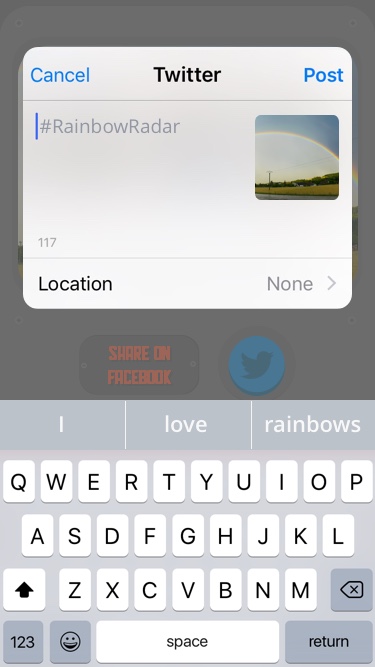 Cancel Twitter Post
#RainbowRadar
117
Location None
SHARE ON
FACEBOOK
I love rainbows
Q W E R T Y U I O P
A S D F G H J K L
Z X C V B N M
123 space return